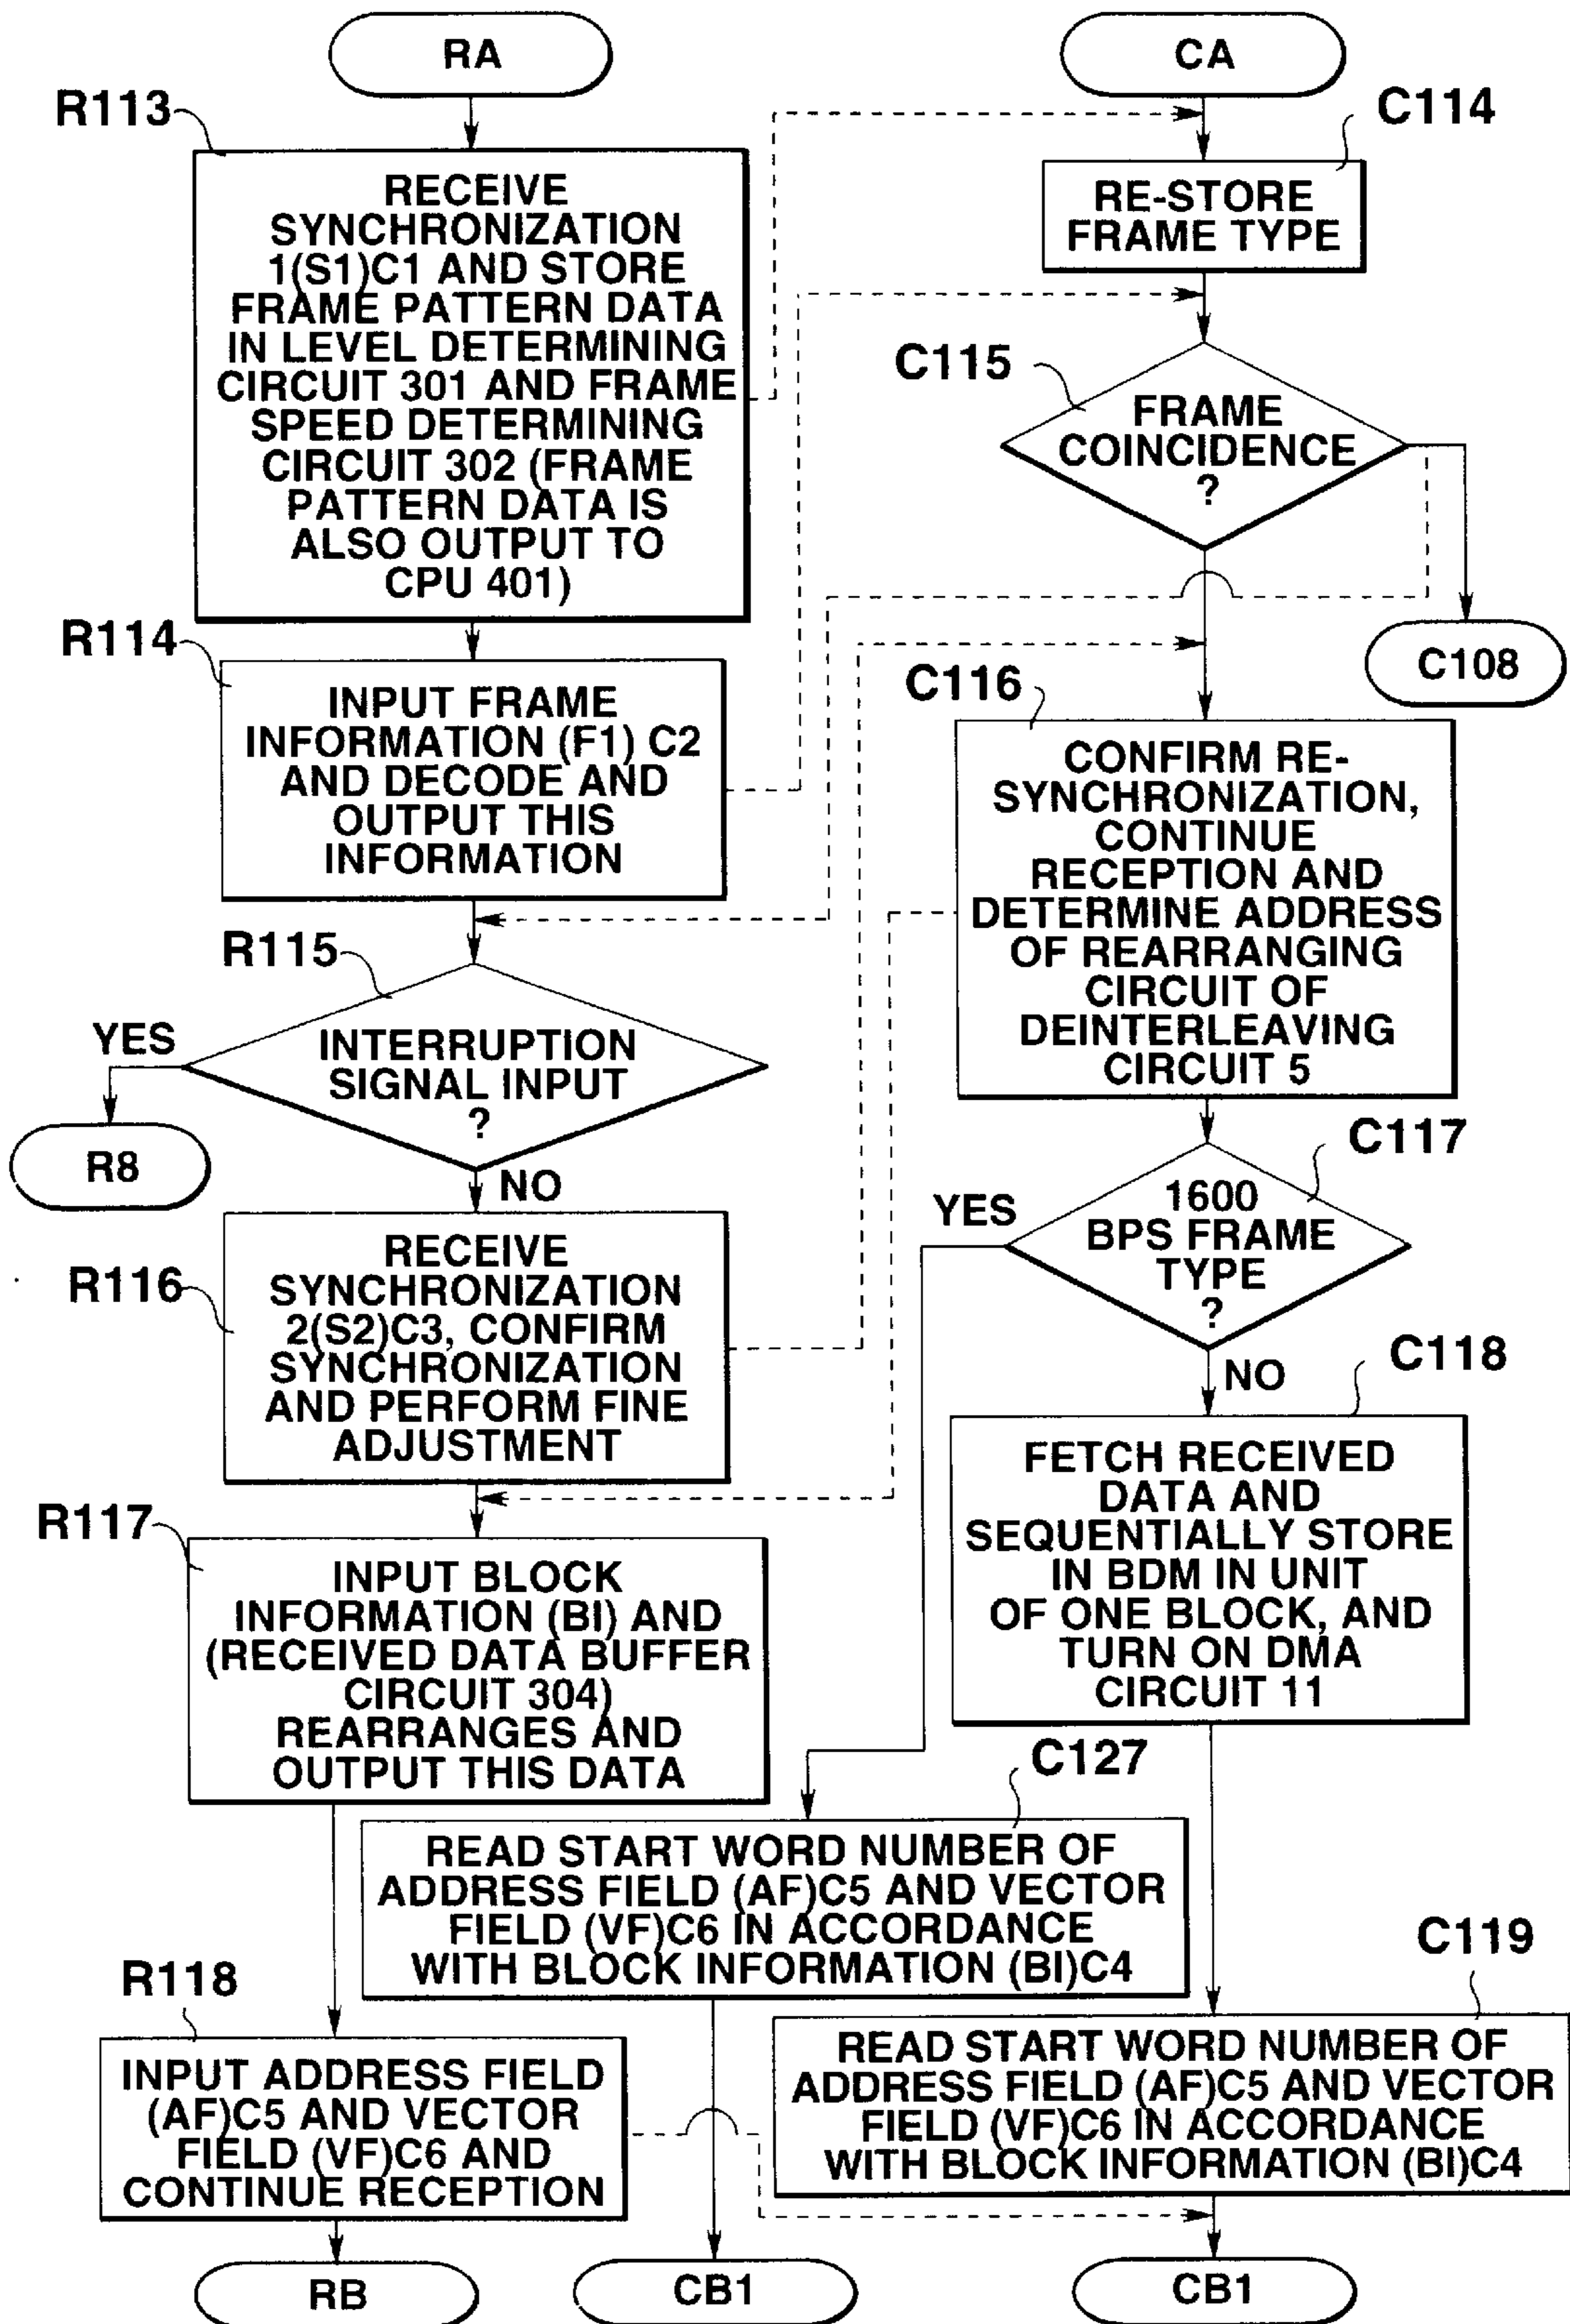 RA
R113
RECEIVE
SYNCHRONIZATION
1(S1)C1 AND STORE
FRAME PATTERN DATA
IN LEVEL DETERMINING
CIRCUIT 301 AND FRAME
SPEED DETERMINING
CIRCUIT 302 (FRAME
PATTERN DATA IS
ALSO OUTPUT TO
CPU 401)
R114
INPUT FRAME
INFORMATION (F1) C2
AND DECODE AND
OUTPUT THIS
INFORMATION
R115
INTERRUPTION
SIGNAL INPUT
?
YES
R8
NO
R116
RECEIVE
SYNCHRONIZATION
2(S2)C3, CONFIRM
SYNCHRONIZATION
AND PERFORM FINE
ADJUSTMENT
R117
INPUT BLOCK
INFORMATION (BI) AND
(RECEIVED DATA BUFFER
CIRCUIT 304)
REARRANGES AND
OUTPUT THIS DATA
R118
INPUT ADDRESS FIELD
(AF)C5 AND VECTOR
FIELD (VF)C6 AND
CONTINUE RECEPTION
RB
CA
C114
RE-STORE
FRAME TYPE
C115
FRAME
COINCIDENCE
?
C108
C116
CONFIRM RE-
SYNCHRONIZATION,
CONTINUE
RECEPTION AND
DETERMINE ADDRESS
OF REARRANGING
CIRCUIT OF
DEINTERLEAVING
CIRCUIT 5
C117
1600
BPS FRAME
TYPE
?
YES
NO
C118
FETCH RECEIVED
DATA AND
SEQUENTIALLY STORE
IN BDM IN UNIT
OF ONE BLOCK, AND
TURN ON DMA
CIRCUIT 11
C127
READ START WORD NUMBER OF
ADDRESS FIELD (AF)C5 AND VECTOR
FIELD (VF)C6 IN ACCORDANCE
WITH BLOCK INFORMATION (BI)C4
CB1
C119
READ START WORD NUMBER OF
ADDRESS FIELD (AF)C5 AND VECTOR
FIELD (VF)C6 IN ACCORDANCE
WITH BLOCK INFORMATION (BI)C4
CB1